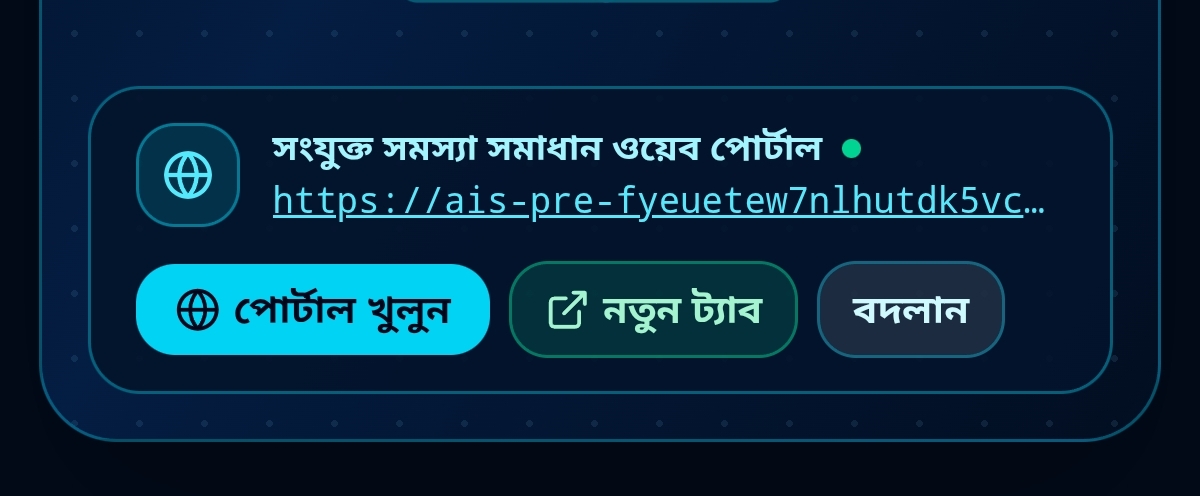 সংযুক্ত সমস্যা সমাধান ওয়েব পোর্টাল
https://ais-pre-fyeuetew7nlhutdk5vc…
পোর্টাল খুলুন নতুন ট্যাব বদলান